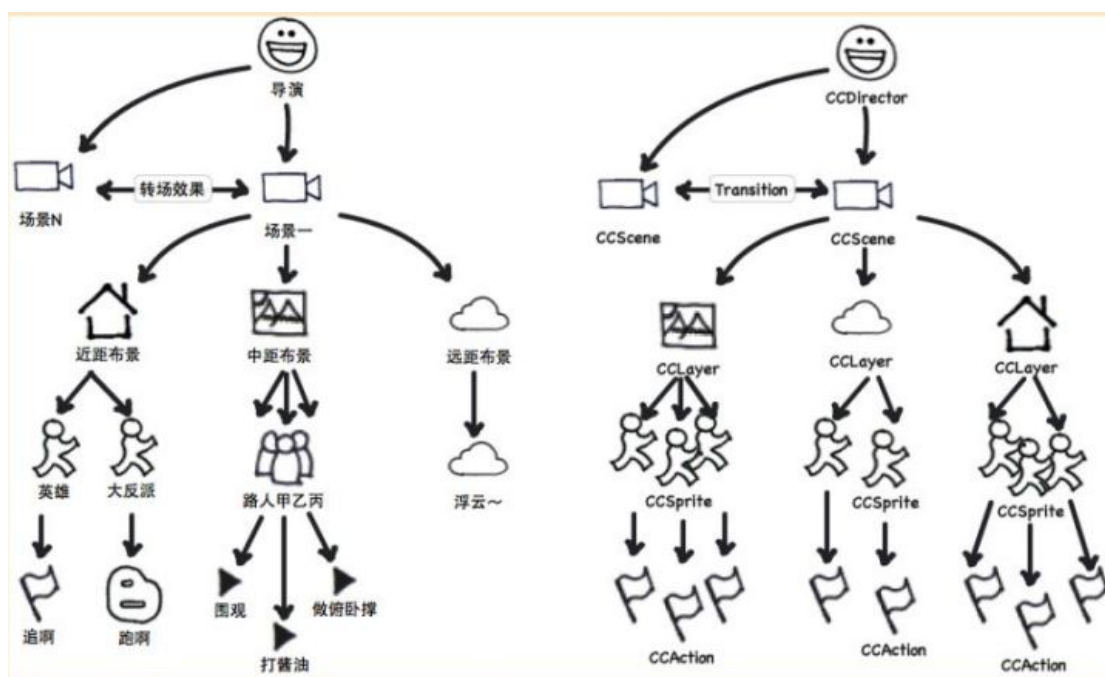 导演
CCDirector
转场效果
Transition
场景N
场景一
CCScene
CCScene
近距布景
中距布景
远距布景
CCLayer
CCLayer
CCLayer
英雄
大反派
路人甲乙丙
浮云～
CCSprite
CCSprite
CCSprite
围观
做俯卧撑
追啊
跑啊
打酱油
CCAction
CCAction
CCAction